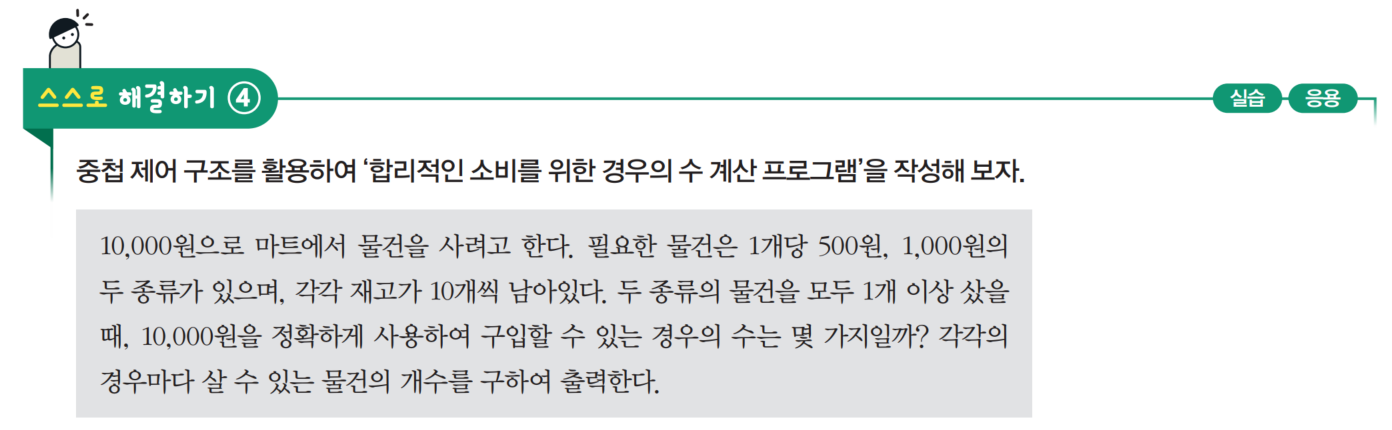 스스로 해결하기 ④
실습 응용
중첩 제어 구조를 활용하여 ‘합리적인 소비를 위한 경우의 수 계산 프로그램’을 작성해 보자.
10,000원으로 마트에서 물건을 사려고 한다. 필요한 물건은 1개당 500원, 1,000원의
두 종류가 있으며, 각각 재고가 10개씩 남아있다. 두 종류의 물건을 모두 1개 이상 샀을
때, 10,000원을 정확하게 사용하여 구입할 수 있는 경우의 수는 몇 가지일까? 각각의
경우마다 살 수 있는 물건의 개수를 구하여 출력한다.